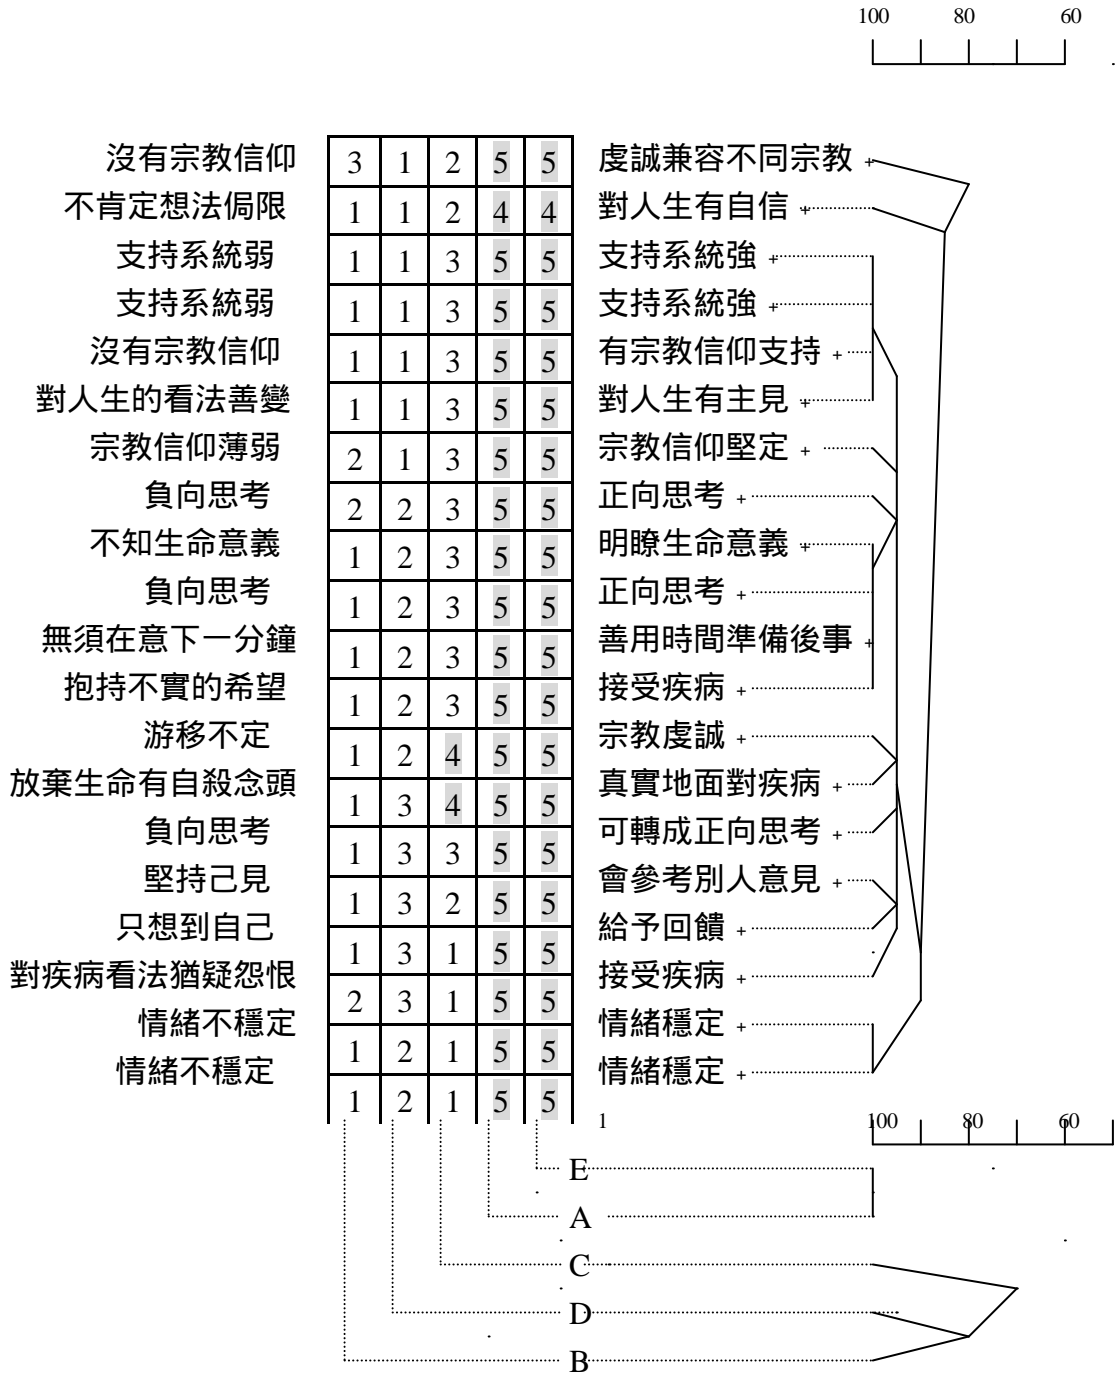 100 80 60
沒有宗教信仰 3 1 2 5 5 虔誠兼容不同宗教 +
不肯定想法侷限 1 1 2 4 4 對人生有自信 +
支持系統弱 1 1 3 5 5 支持系統強 +
支持系統弱 1 1 3 5 5 支持系統強 +
沒有宗教信仰 1 1 3 5 5 有宗教信仰支持 +
對人生的看法善變 1 1 3 5 5 對人生有主見 +
宗教信仰薄弱 2 1 3 5 5 宗教信仰堅定 +
負向思考 2 2 3 5 5 正向思考 +
不知生命意義 1 2 3 5 5 明瞭生命意義 +
負向思考 1 2 3 5 5 正向思考 +
無須在意下一分鐘 1 2 3 5 5 善用時間準備後事 +
抱持不實的希望 1 2 3 5 5 接受疾病 +
游移不定 1 2 4 5 5 宗教虔誠 +
放棄生命有自殺念頭 1 3 4 5 5 真實地面對疾病 +
負向思考 1 3 3 5 5 可轉成正向思考 +
堅持己見 1 3 2 5 5 會參考別人意見 +
只想到自己 1 3 1 5 5 給予回饋 +
對疾病看法猶疑怨恨 2 3 1 5 5 接受疾病 +
情緒不穩定 1 2 1 5 5 情緒穩定 +
情緒不穩定 1 2 1 5 5 情緒穩定 +
1 100 80 60
E
A
C
D
B